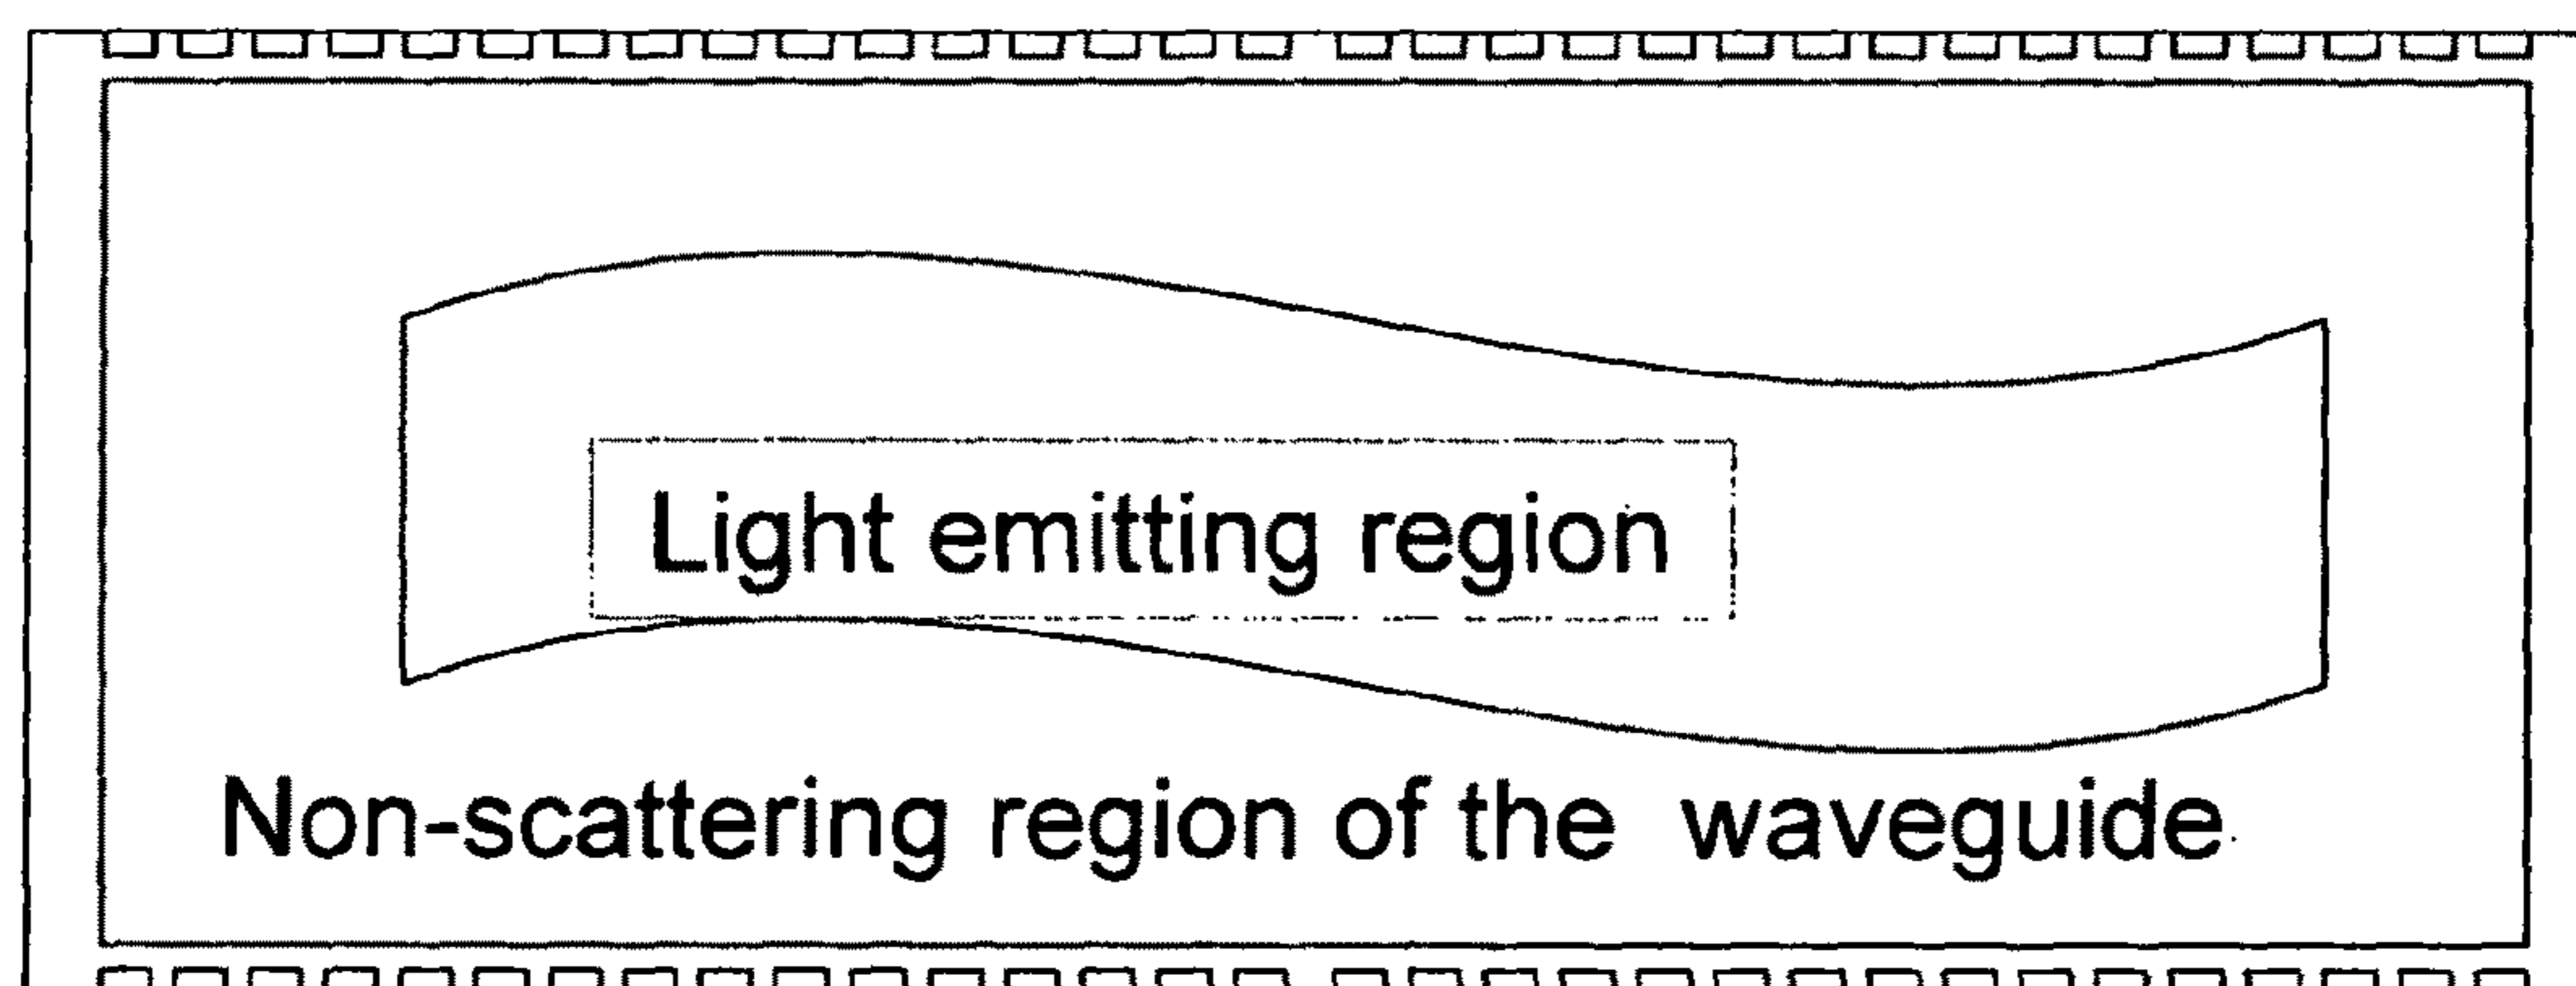 Light emitting region
Non-scattering region of the waveguide